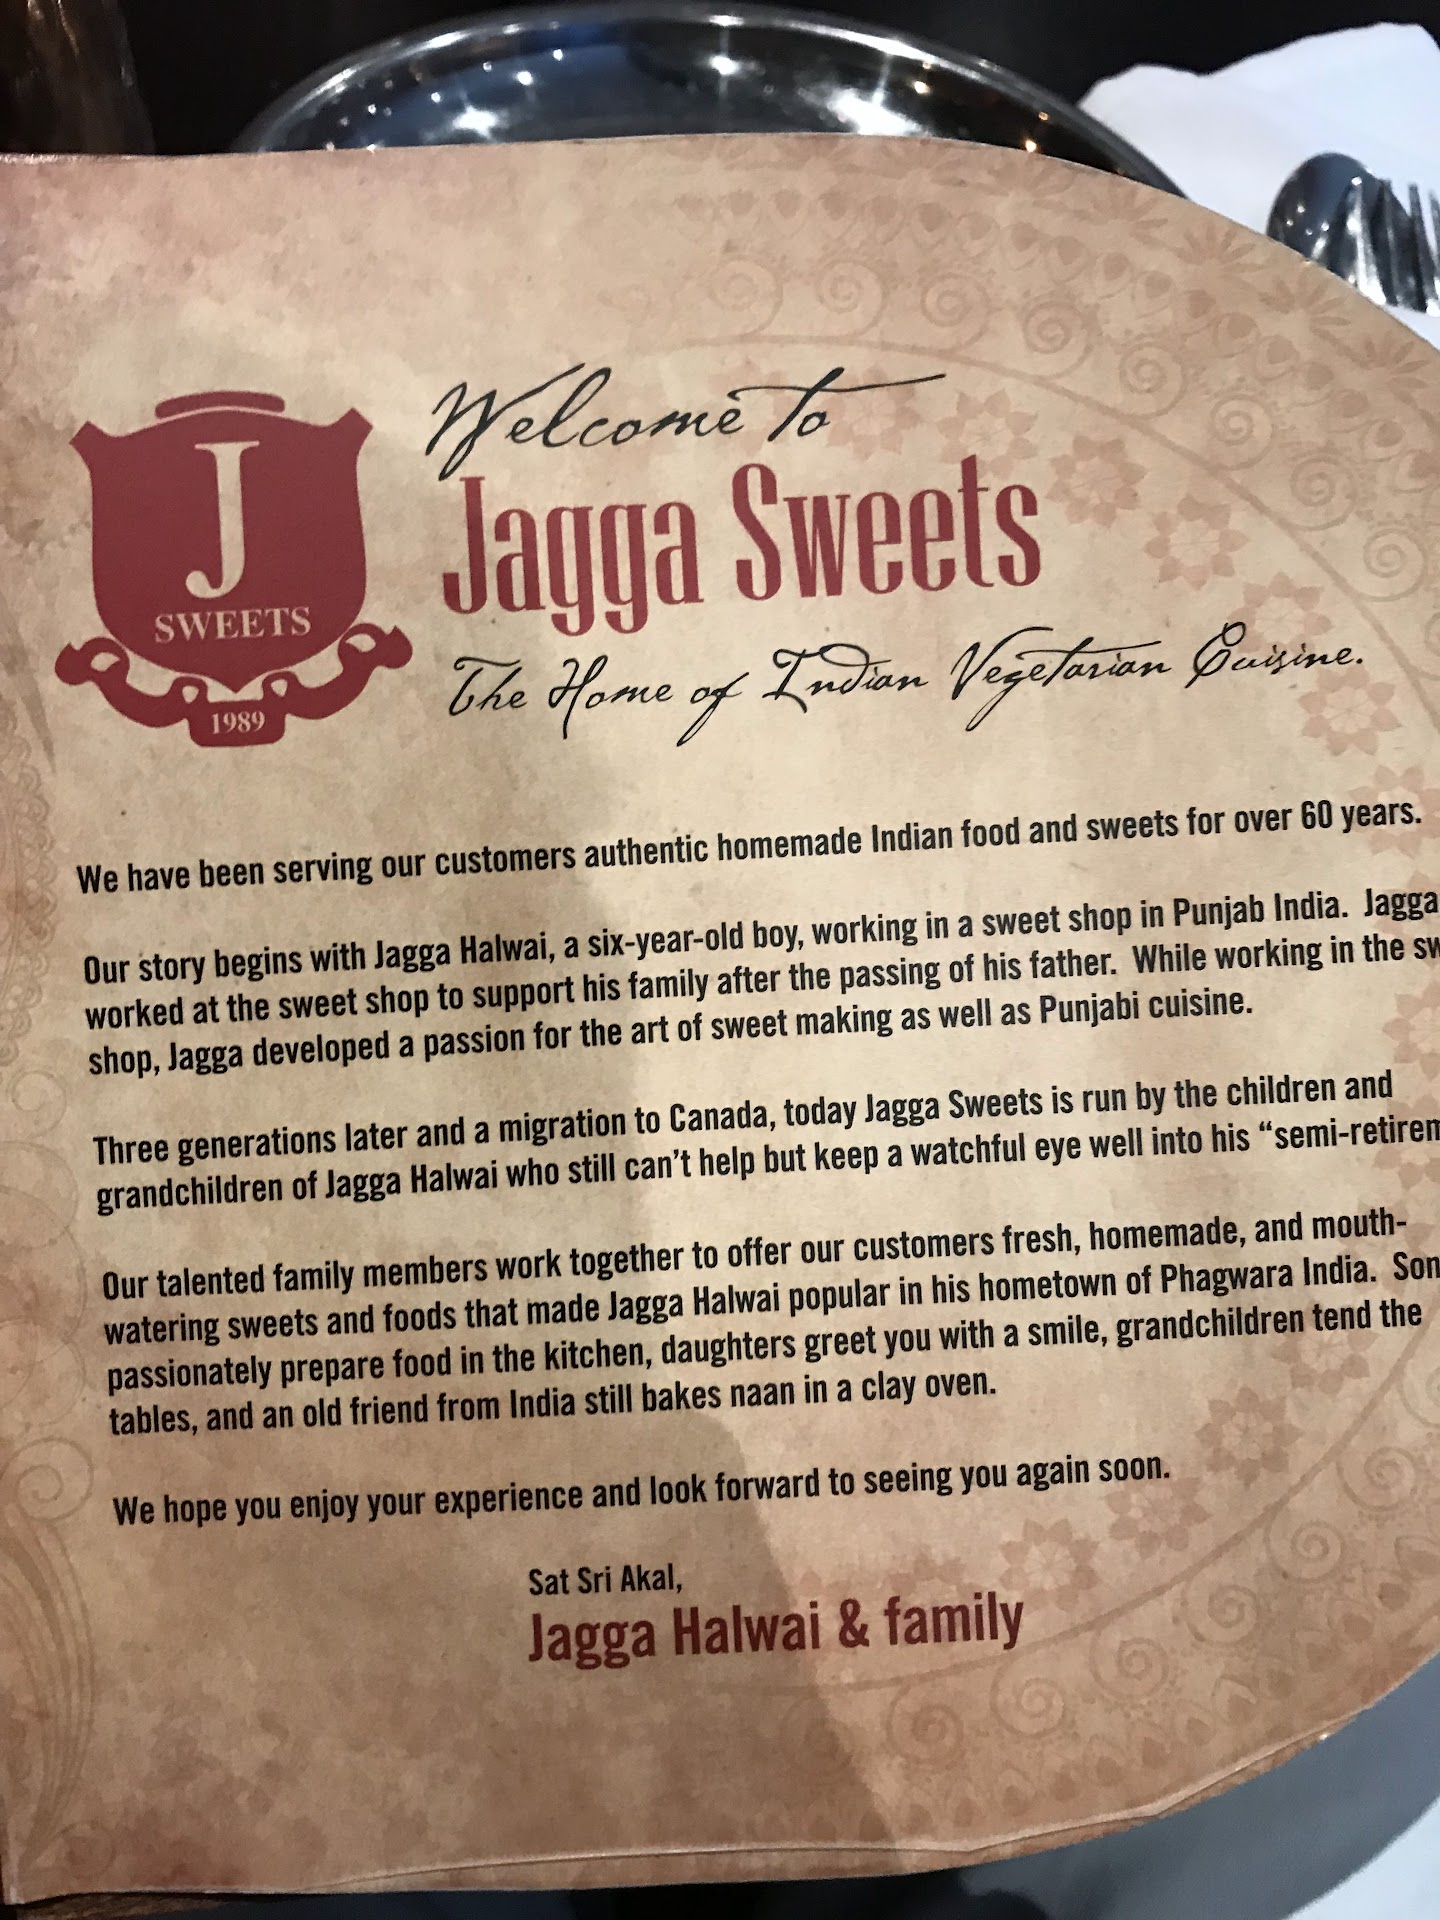 Welcome to
Jagga Sweets
The Home of Indian Vegetarian Cuisine.
J
SWEETS
1989
We have been serving our customers authentic homemade Indian food and sweets for over 60 years.
Our story begins with Jagga Halwai, a six-year-old boy, working in a sweet shop in Punjab India. Jagga
worked at the sweet shop to support his family after the passing of his father. While working in the
shop, Jagga developed a passion for the art of sweet making as well as Punjabi cuisine.
Three generations later and a migration to Canada, today Jagga Sweets is run by the children and
grandchildren of Jagga Halwai who still can't help but keep a watchful eye well into his
Our talented family members work together to offer our customers fresh, homemade, and mouth-
watering sweets and foods that made Jagga Halwai popular in his hometown of Phagwara India.
passionately prepare food in the kitchen, daughters greet you with a smile, grandchildren tend the
tables, and an old friend from India still bakes naan in a clay oven.
We hope you enjoy your experience and look forward to seeing you again soon.
Sat Sri Akal,
Jagga Halwai & family